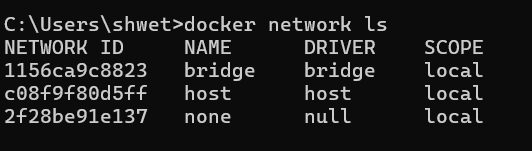 C:\Users\shwet>docker network ls
NETWORK ID     NAME      DRIVER    SCOPE
1156ca9c8823   bridge    bridge    local
c08f9f80d5ff   host      host      local
2f28be91e137   none      null      local